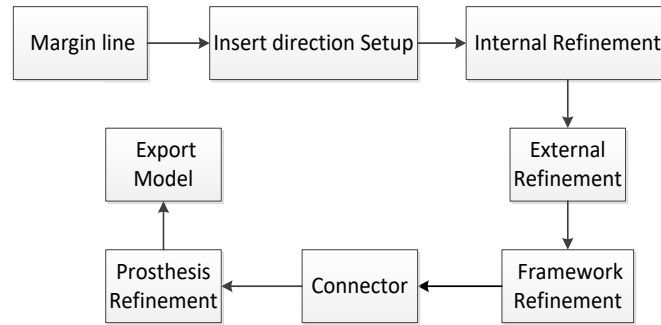 Margin line
Insert direction Setup
Internal Refinement
External
Refinement
Framework
Refinement
Connector
Prosthesis
Refinement
Export
Model